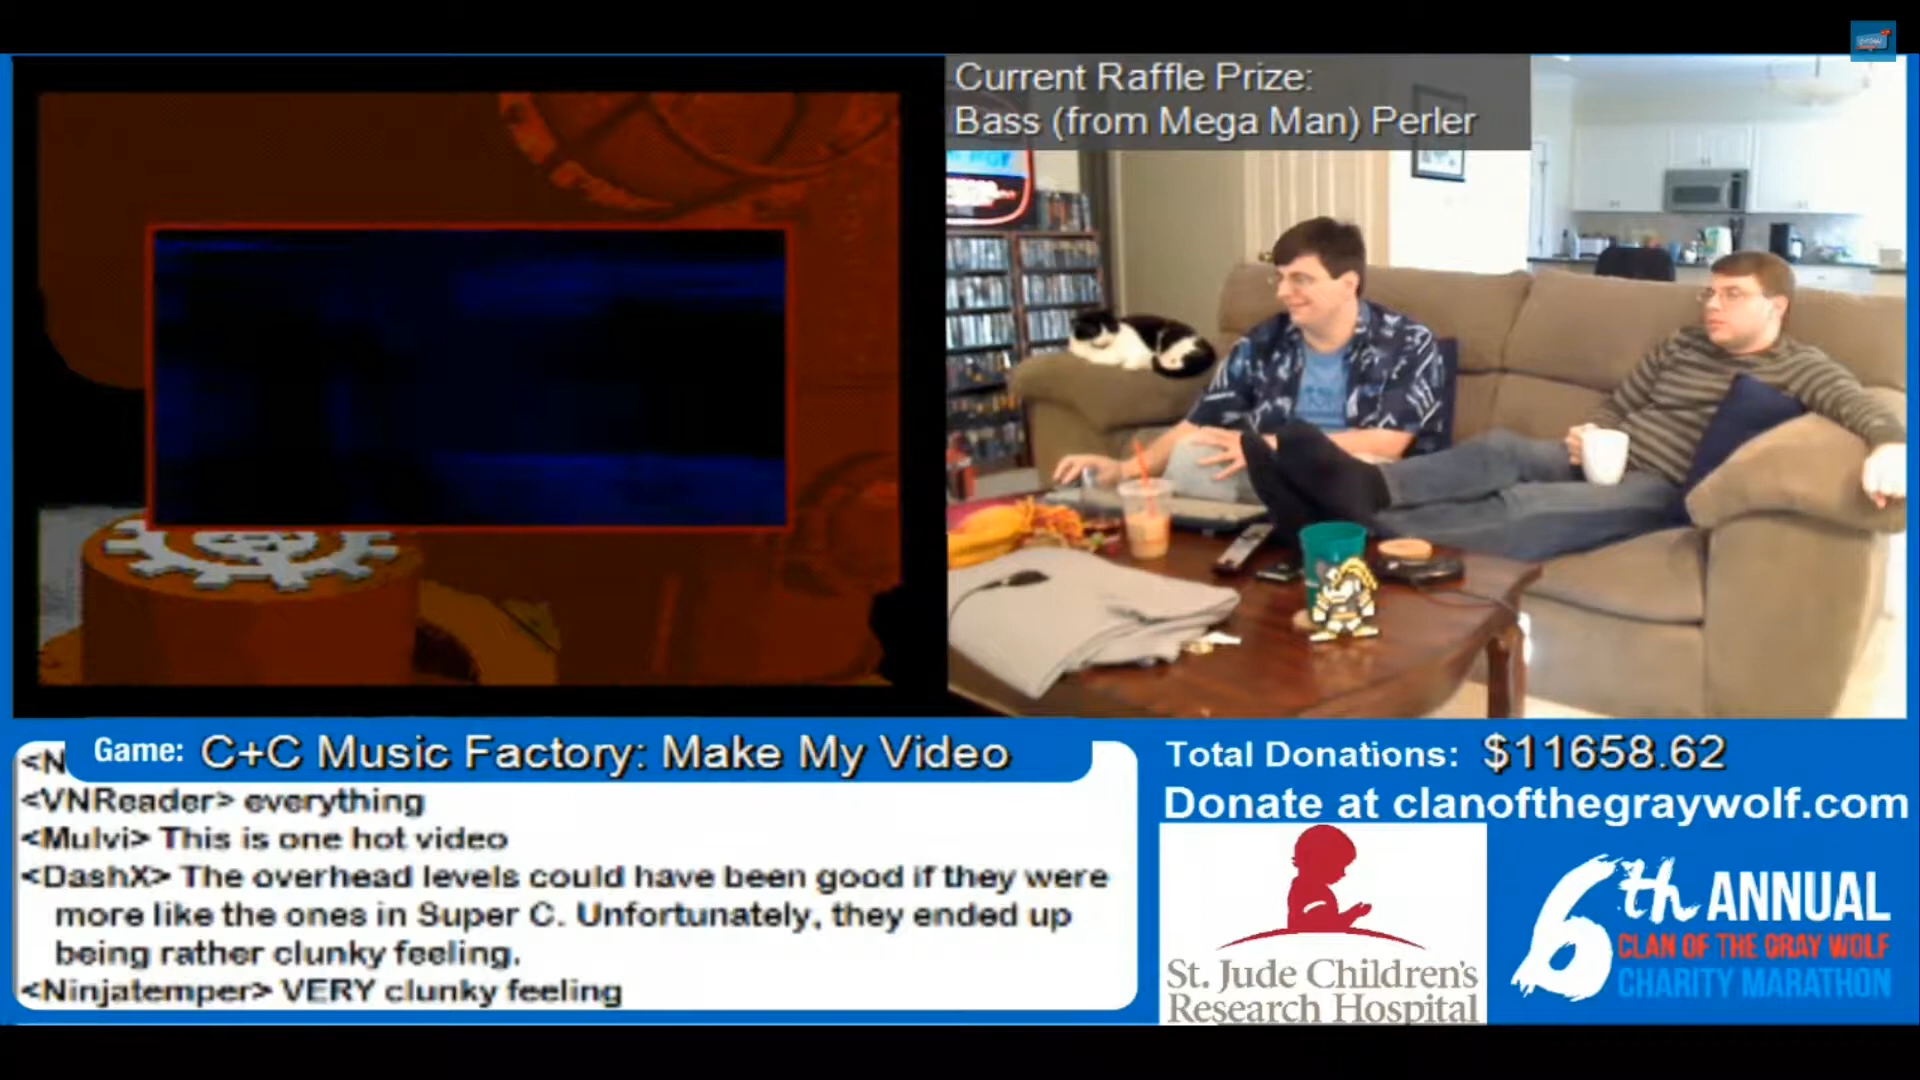 Current Raffle Prize:
Bass (from Mega Man) Perler
Game: C+C Music Factory: Make My Video
<N
<VNReader> everything
<Mulvi> This is one hot video
<DashX> The overhead levels could have been good if they were
more like the ones in Super C. Unfortunately, they ended up
being rather clunky feeling.
<Ninjatemper> VERY clunky feeling
Total Donations: $11658.62
Donate at clanofthegraywolf.com
St. Jude Children's
Research Hospital
6th ANNUAL
CLAN OF THE GRAY WOLF
CHARITY MARATHON